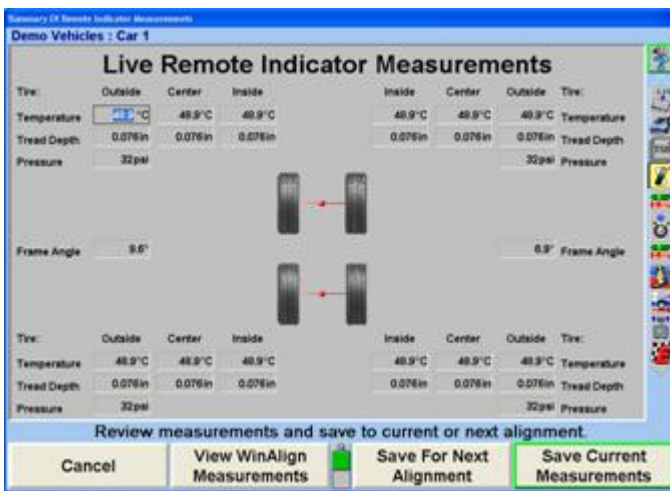 Summary Of Remote Indicator Measurements
Demo Vehicles : Car 1
Live Remote Indicator Measurements
Tire: Outside Center Inside Inside Center Outside Tire:
Temperature 48.9°C 48.9°C 48.9°C 48.9°C 48.9°C 48.9°C Temperature
Tread Depth 0.076in 0.076in 0.076in 0.076in 0.076in 0.076in Tread Depth
Pressure 32psi 32psi Pressure
Frame Angle 9.6° 6.9° Frame Angle
Tire: Outside Center Inside Inside Center Outside Tire:
Temperature 48.9°C 48.9°C 48.9°C 48.9°C 48.9°C 48.9°C Temperature
Tread Depth 0.076in 0.076in 0.076in 0.076in 0.076in 0.076in Tread Depth
Pressure 32psi 32psi Pressure
Review measurements and save to current or next alignment.
Cancel
View WinAlign
Measurements
Save For Next
Alignment
Save Current
Measurements